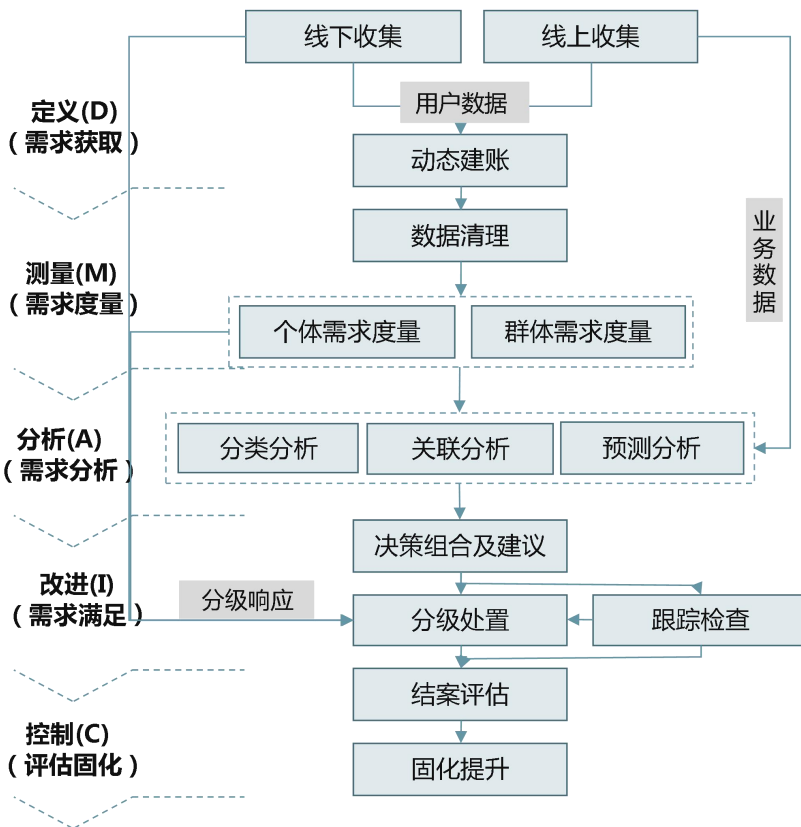 线下收集
线上收集
用户数据
定义(D)
（需求获取）
动态建账
数据清理
业务数据
测量(M)
（需求度量）
个体需求度量
群体需求度量
分析(A)
（需求分析）
分类分析
关联分析
预测分析
决策组合及建议
改进(I)
（需求满足）
分级响应
分级处置
跟踪检查
结案评估
控制(C)
（评估固化）
固化提升